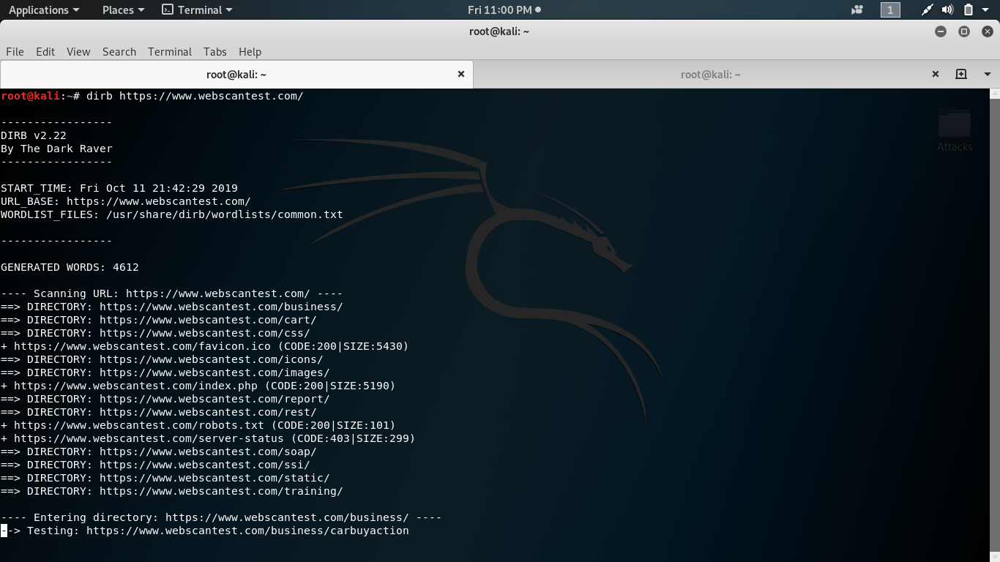 Applications Places Terminal Fri 11:00 PM 1
root@kali: ~
File Edit View Search Terminal Tabs Help
root@kali: ~ × root@kali: ~ ×
root@kali:~# dirb https://www.webscantest.com/
-----------------
DIRB v2.22
By The Dark Raver
-----------------
START_TIME: Fri Oct 11 21:42:29 2019
URL_BASE: https://www.webscantest.com/
WORDLIST_FILES: /usr/share/dirb/wordlists/common.txt
-----------------
GENERATED WORDS: 4612
---- Scanning URL: https://www.webscantest.com/ ----
==> DIRECTORY: https://www.webscantest.com/business/
==> DIRECTORY: https://www.webscantest.com/cart/
==> DIRECTORY: https://www.webscantest.com/css/
+ https://www.webscantest.com/favicon.ico (CODE:200|SIZE:5430)
==> DIRECTORY: https://www.webscantest.com/icons/
==> DIRECTORY: https://www.webscantest.com/images/
+ https://www.webscantest.com/index.php (CODE:200|SIZE:5190)
==> DIRECTORY: https://www.webscantest.com/report/
==> DIRECTORY: https://www.webscantest.com/rest/
+ https://www.webscantest.com/robots.txt (CODE:200|SIZE:101)
+ https://www.webscantest.com/server-status (CODE:403|SIZE:299)
==> DIRECTORY: https://www.webscantest.com/soap/
==> DIRECTORY: https://www.webscantest.com/ssi/
==> DIRECTORY: https://www.webscantest.com/static/
==> DIRECTORY: https://www.webscantest.com/training/
---- Entering directory: https://www.webscantest.com/business/ ----
--> Testing: https://www.webscantest.com/business/carbuyaction
Attacks